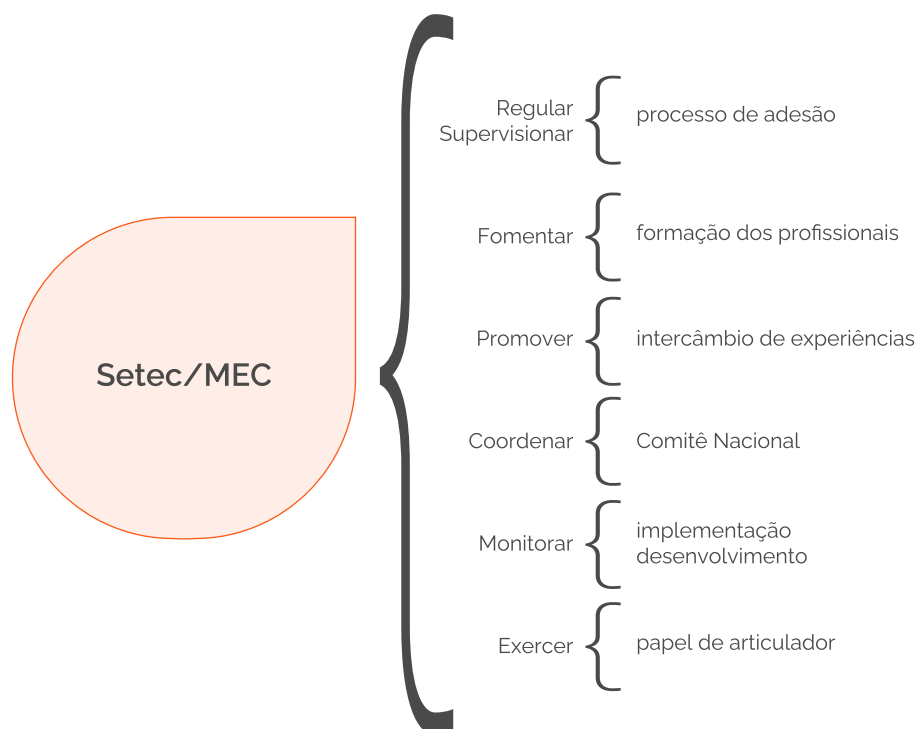 Setec/MEC
Regular
Supervisionar
processo de adesão
Fomentar
formação dos profissionais
Promover
intercâmbio de experiências
Coordenar
Comitê Nacional
Monitorar
implementação
desenvolvimento
Exercer
papel de articulador